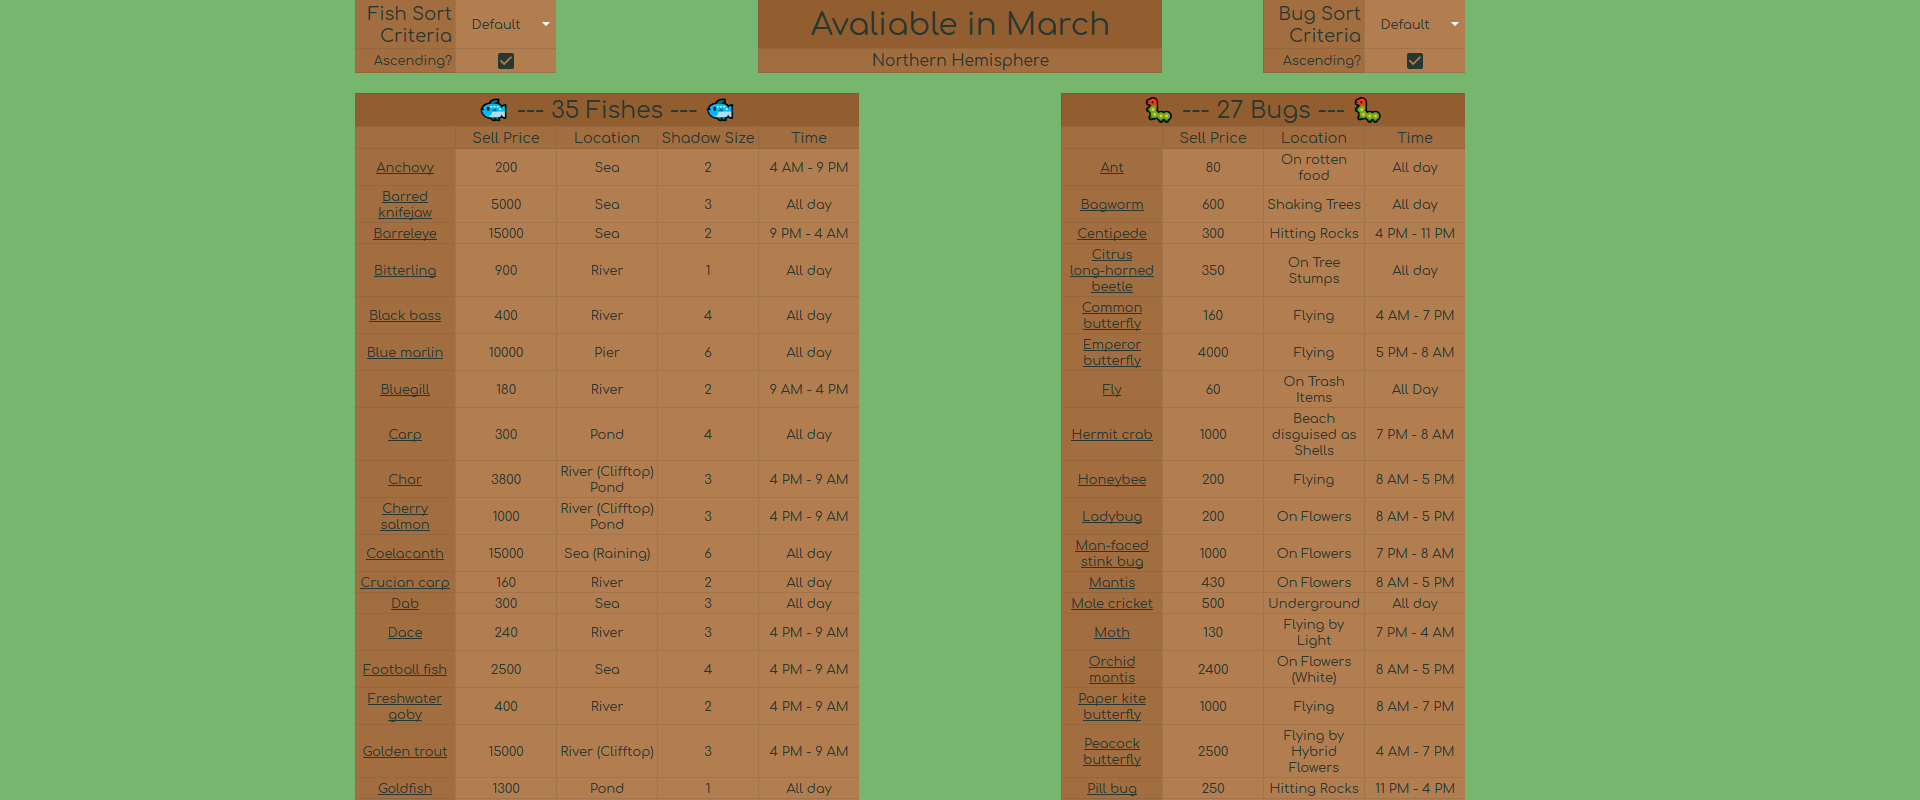 Fish Sort
Criteria
Default
Ascending?
Avaliable in March
Northern Hemisphere
Bug Sort
Criteria
Default
Ascending?
--- 35 Fishes ---
Sell Price Location Shadow Size Time
Anchovy 200 Sea 2 4 AM - 9 PM
Barred
knifejaw 5000 Sea 3 All day
Barreleye 15000 Sea 2 9 PM - 4 AM
Bitterling 900 River 1 All day
Black bass 400 River 4 All day
Blue marlin 10000 Pier 6 All day
Bluegill 180 River 2 9 AM - 4 PM
Carp 300 Pond 4 All day
Char 3800 River (Clifftop)
Pond 3 4 PM - 9 AM
Cherry
salmon 1000 River (Clifftop)
Pond 3 4 PM - 9 AM
Coelacanth 15000 Sea (Raining) 6 All day
Crucian carp 160 River 2 All day
Dab 300 Sea 3 All day
Dace 240 River 3 4 PM - 9 AM
Football fish 2500 Sea 4 4 PM - 9 AM
Freshwater
goby 400 River 2 4 PM - 9 AM
Golden trout 15000 River (Clifftop) 3 4 PM - 9 AM
Goldfish 1300 Pond 1 All day
--- 27 Bugs ---
Sell Price Location Time
Ant 80 On rotten
food All day
Bagworm 600 Shaking Trees All day
Centipede 300 Hitting Rocks 4 PM - 11 PM
Citrus
long-horned
beetle 350 On Tree
Stumps All day
Common
butterfly 160 Flying 4 AM - 7 PM
Emperor
butterfly 4000 Flying 5 PM - 8 AM
Fly 60 On Trash
Items All Day
Hermit crab 1000 Beach
disguised as
Shells 7 PM - 8 AM
Honeybee 200 Flying 8 AM - 5 PM
Ladybug 200 On Flowers 8 AM - 5 PM
Man-faced
stink bug 1000 On Flowers 7 PM - 8 AM
Mantis 430 On Flowers 8 AM - 5 PM
Mole cricket 500 Underground All day
Moth 130 Flying by
Light 7 PM - 4 AM
Orchid
mantis 2400 On Flowers
(White) 8 AM - 5 PM
Paper kite
butterfly 1000 Flying 8 AM - 7 PM
Peacock
butterfly 2500 Flying by
Hybrid
Flowers 4 AM - 7 PM
Pill bug 250 Hitting Rocks 11 PM - 4 PM